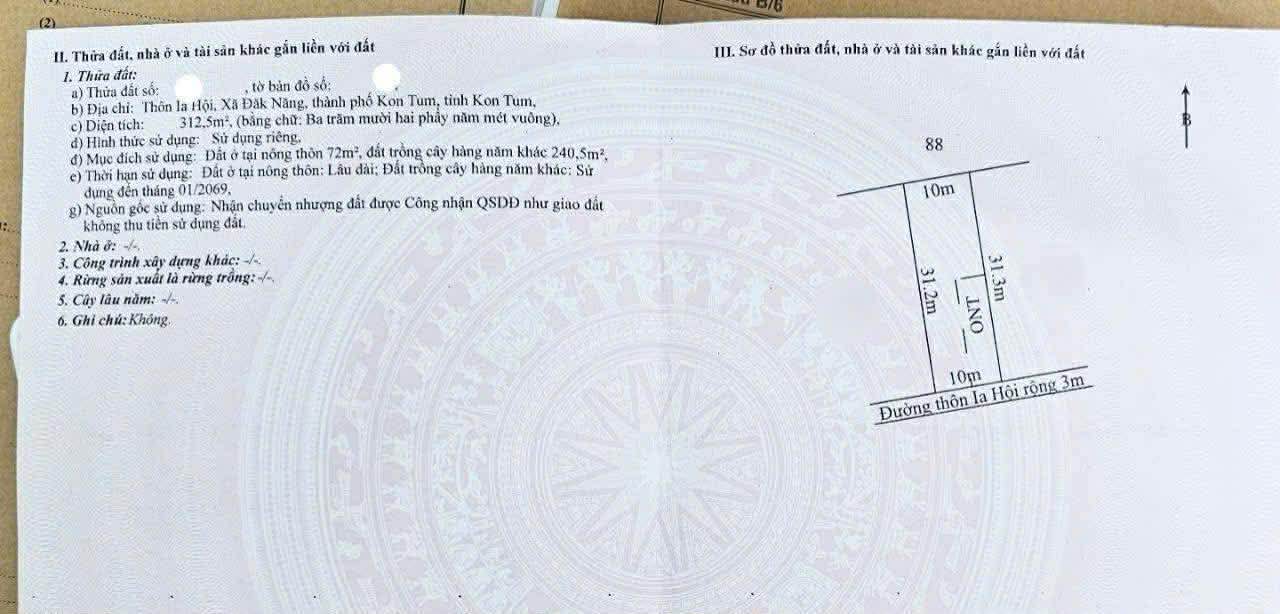 (2)
B/6
II. Thửa đất, nhà ở và tài sản khác gắn liền với đất
1. Thửa đất:
a) Thửa đất số: , tờ bản đồ số: ,
b) Địa chỉ: Thôn Ia Hội, Xã Đăk Năng, thành phố Kon Tum, tỉnh Kon Tum,
c) Diện tích: 312,5m², (bằng chữ: Ba trăm mười hai phẩy năm mét vuông),
d) Hình thức sử dụng: Sử dụng riêng,
đ) Mục đích sử dụng: Đất ở tại nông thôn 72m², đất trồng cây hàng năm khác 240,5m²,
e) Thời hạn sử dụng: Đất ở tại nông thôn: Lâu dài; Đất trồng cây hàng năm khác: Sử
dụng đến tháng 01/2069,
g) Nguồn gốc sử dụng: Nhận chuyển nhượng đất được Công nhận QSDĐ như giao đất
không thu tiền sử dụng đất.
2. Nhà ở: -/-.
3. Công trình xây dựng khác: -/-.
4. Rừng sản xuất là rừng trồng: -/-.
5. Cây lâu năm: -/-.
6. Ghi chú: Không.
III. Sơ đồ thửa đất, nhà ở và tài sản khác gắn liền với đất
B
88
10m
31.2m
31.3m
ONT
10m
Đường thôn Ia Hội rộng 3m